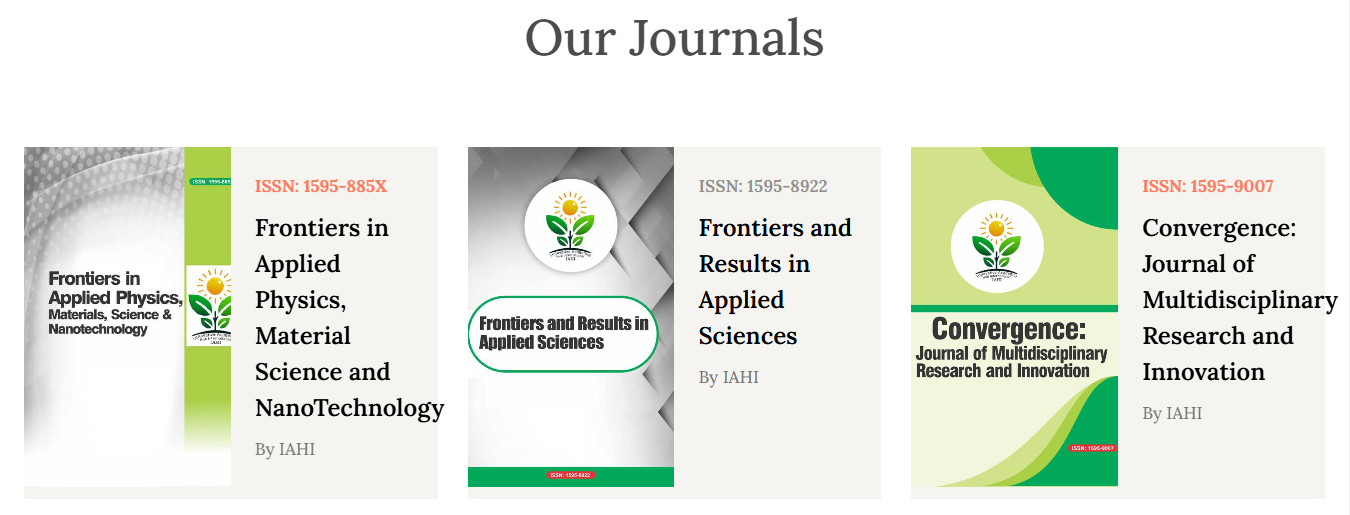 Our Journals
ISSN: 1595-885
Frontiers in
Applied Physics,
Materials, Science &
Nanotechnology
ISSN: 1595-885X
Frontiers in
Applied
Physics,
Material
Science and
NanoTechnology
By IAHI
IAHI
Frontiers and Results in
Applied Sciences
ISSN: 1595-8922
ISSN: 1595-8922
Frontiers and
Results in
Applied
Sciences
By IAHI
IAHI
Convergence:
Journal of Multidisciplinary
Research and Innovation
ISSN: 1595-9007
ISSN: 1595-9007
Convergence:
Journal of
Multidisciplinary
Research and
Innovation
By IAHI